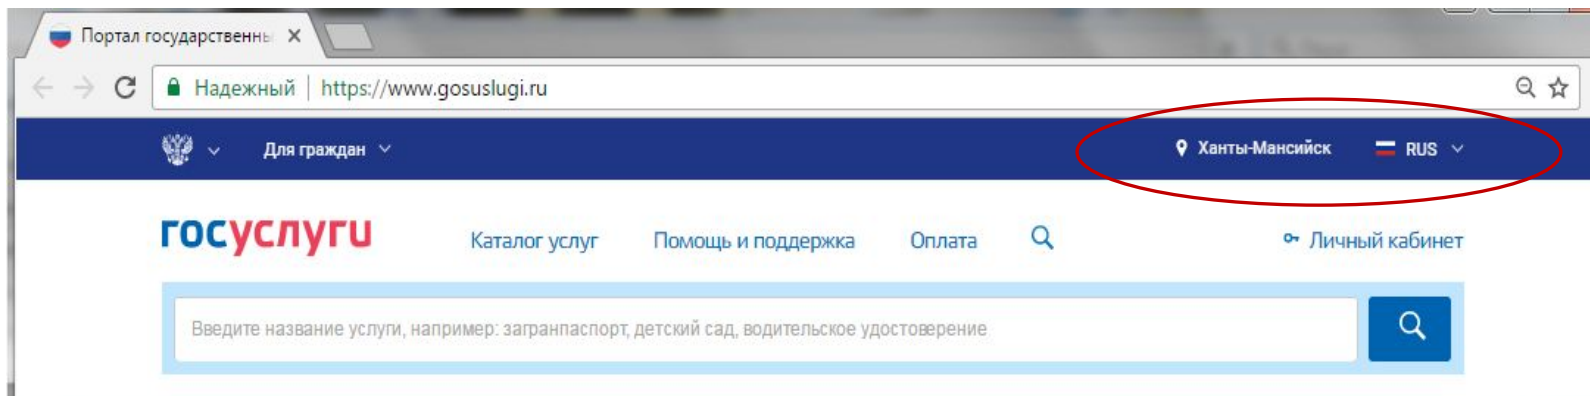 Портал государственны
Надежный | https://www.gosuslugi.ru
Для граждан Ханты-Мансийск RUS
госуслуги Каталог услуг Помощь и поддержка Оплата Личный кабинет
Введите название услуги, например: загранпаспорт, детский сад, водительское удостоверение